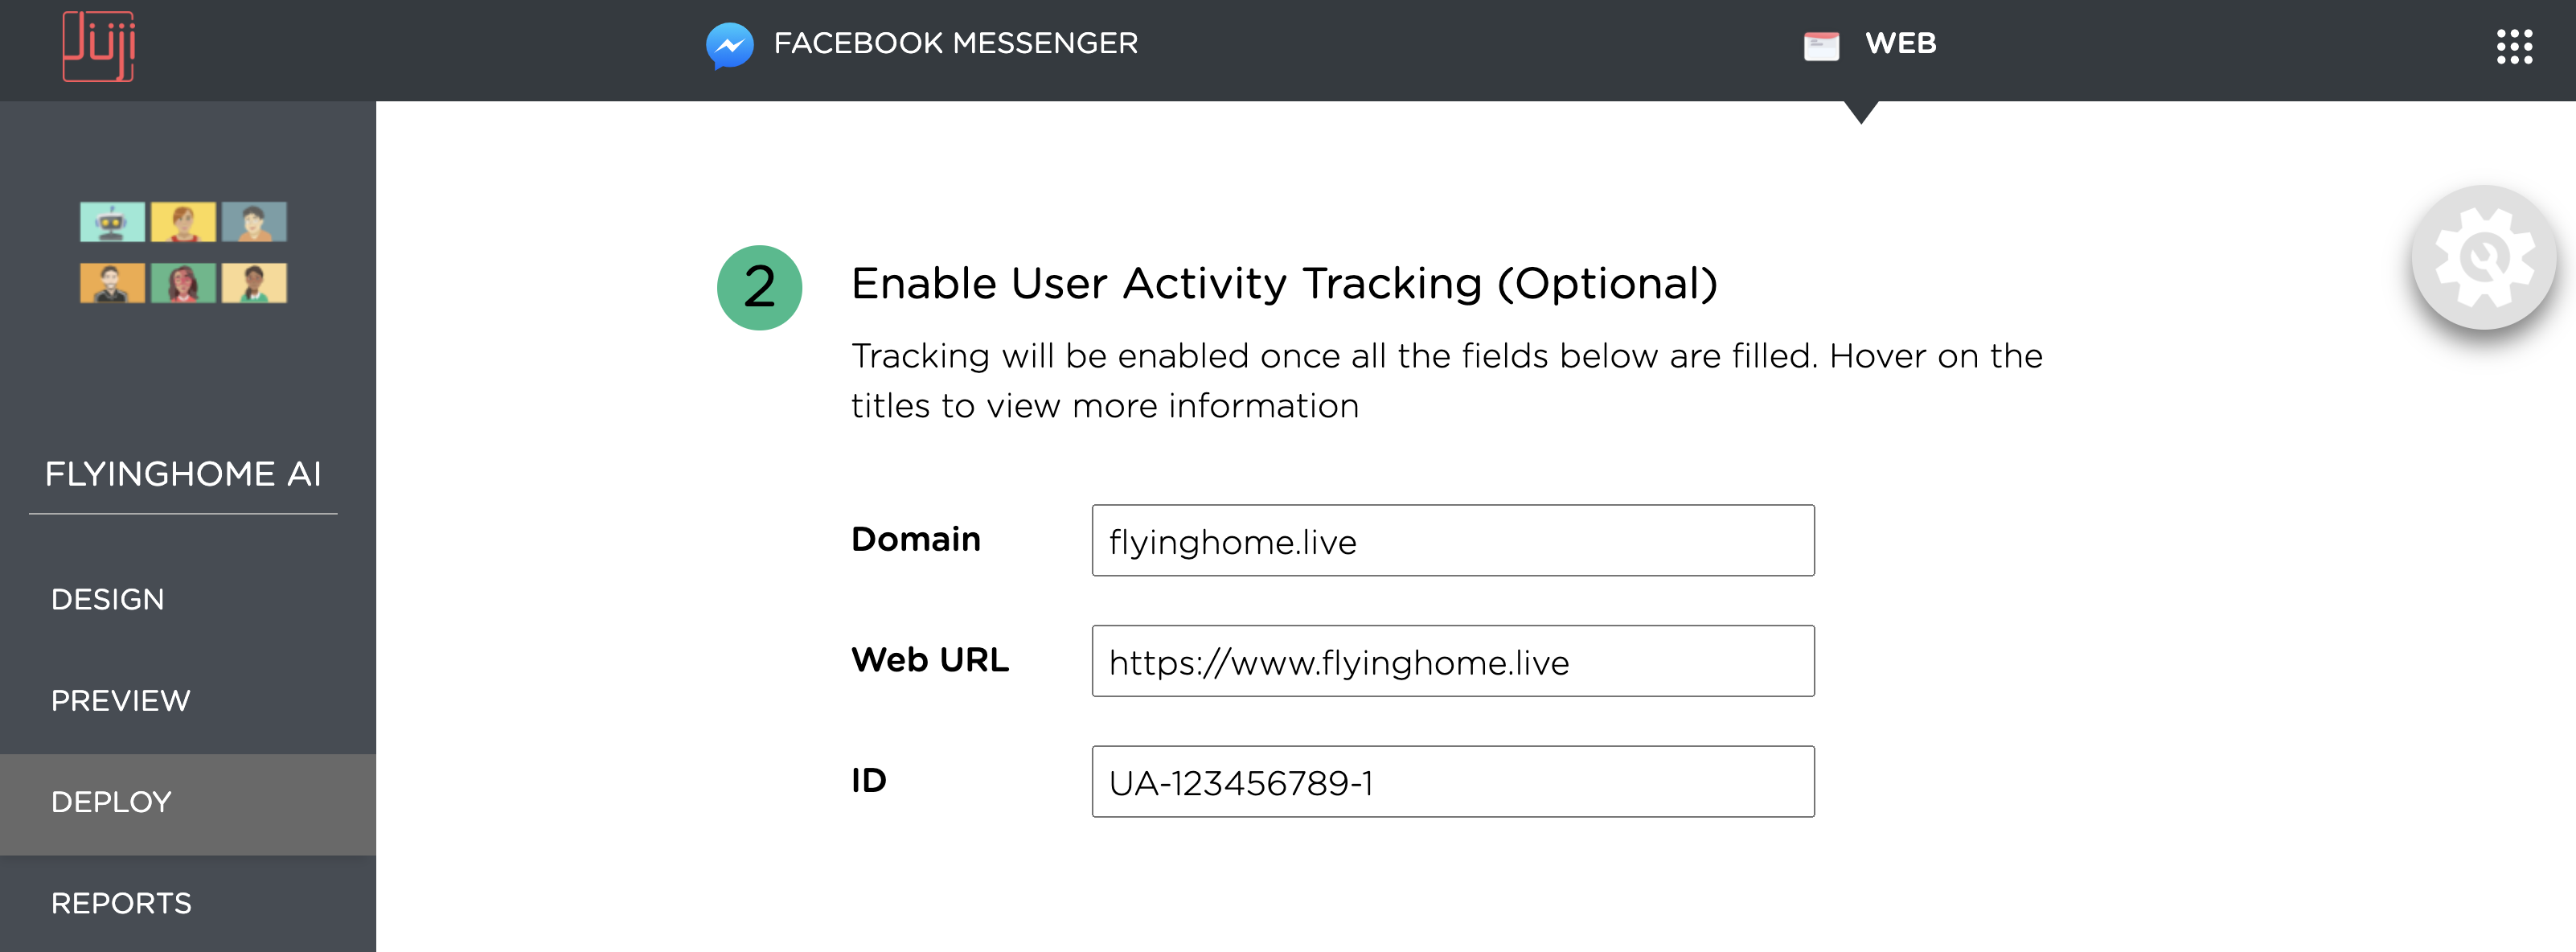 Juji
FACEBOOK MESSENGER
WEB
FLYINGHOME AI
DESIGN
PREVIEW
DEPLOY
REPORTS
2
Enable User Activity Tracking (Optional)
Tracking will be enabled once all the fields below are filled. Hover on the
titles to view more information
Domain
flyinghome.live
Web URL
https://www.flyinghome.live
ID
UA-123456789-1